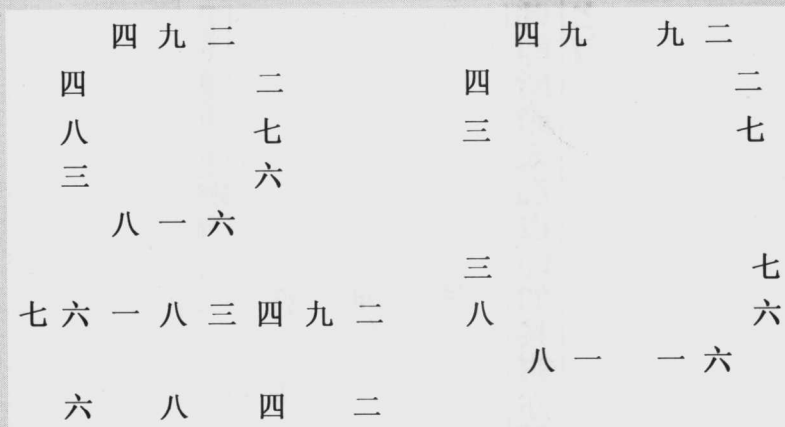 四 九 二
四 二
八 七
三 六
八 一 六
七 六 一 八 三 四 九 二
六 八 四 二
四 九 九 二
四 二
三 七
三 七
八 六
八 一 一 六